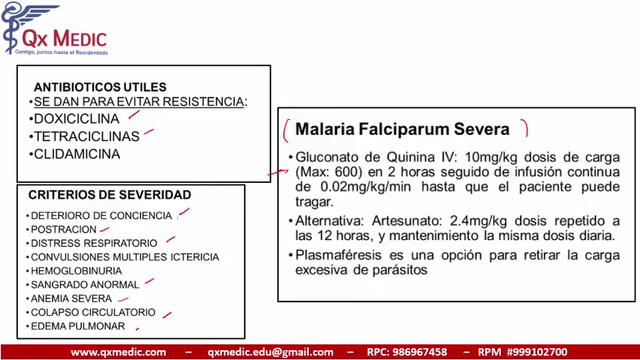 Qx MEDIC
Contigo, juntos hasta el Residentado
ANTIBIOTICOS UTILES
•SE DAN PARA EVITAR RESISTENCIA:
•DOXICICLINA
•TETRACICLINAS
•CLIDAMICINA
CRITERIOS DE SEVERIDAD
• DETERIORO DE CONCIENCIA
• POSTRACION
• DISTRESS RESPIRATORIO
• CONVULSIONES MULTIPLES ICTERICIA
• HEMOGLOBINURIA
• SANGRADO ANORMAL
• ANEMIA SEVERA
• COLAPSO CIRCULATORIO
• EDEMA PULMONAR
Malaria Falciparum Severa
• Gluconato de Quinina IV: 10mg/kg dosis de carga
(Max: 600) en 2 horas seguido de infusión continua
de 0.02mg/kg/min hasta que el paciente puede
tragar.
• Alternativa: Artesunato: 2.4mg/kg dosis repetido a
las 12 horas, y mantenimiento la misma dosis diaria.
• Plasmaféresis es una opción para retirar la carga
excesiva de parásitos
www.qxmedic.com – qxmedic.edu@gmail.com – RPC: 986967458 – RPM #999102700